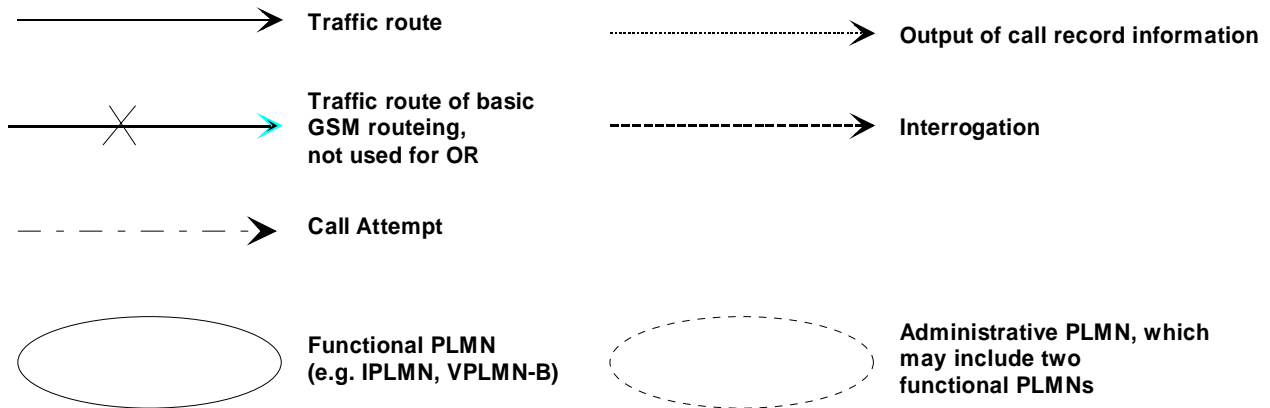 Traffic route
Output of call record information
Traffic route of basic
GSM routeing,
not used for OR
Interrogation
Call Attempt
Functional PLMN
(e.g. IPLMN, VPLMN-B)
Administrative PLMN, which
may include two
functional PLMNs